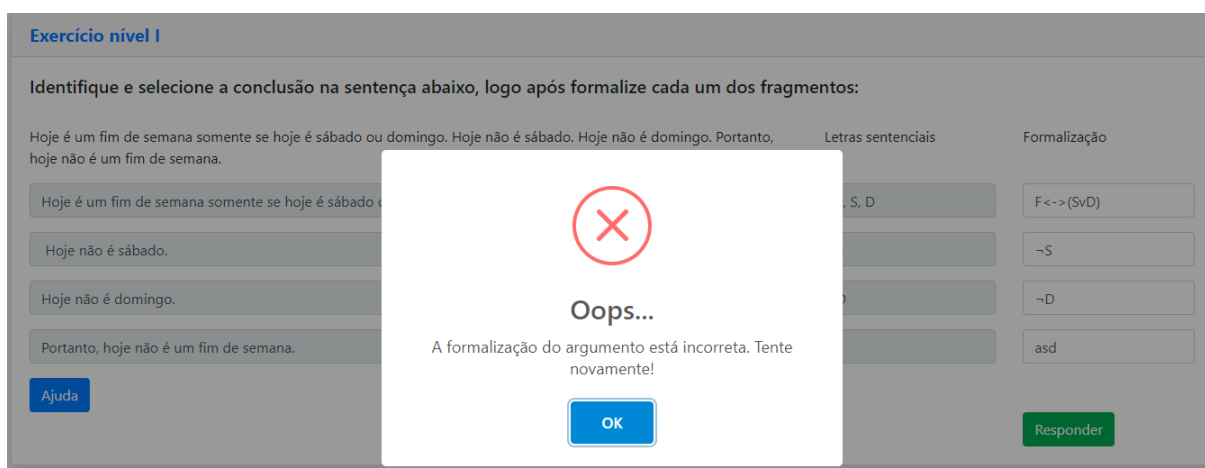 Exercício nível I
Identifique e selecione a conclusão na sentença abaixo, logo após formalize cada um dos fragmentos:
Hoje é um fim de semana somente se hoje é sábado ou domingo. Hoje não é sábado. Hoje não é domingo. Portanto,
hoje não é um fim de semana.
Letras sentenciais
Formalização
Hoje é um fim de semana somente se hoje é sábado
, S, D
F<->(SvD)
Hoje não é sábado.
¬S
Hoje não é domingo.
¬D
Portanto, hoje não é um fim de semana.
asd
Ajuda
Responder
Oops...
A formalização do argumento está incorreta. Tente
novamente!
OK